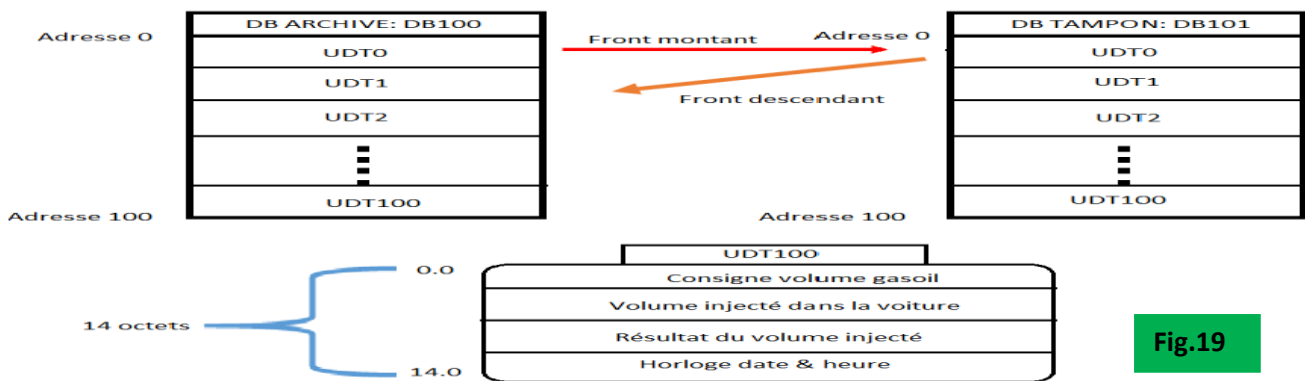 DB ARCHIVE: DB100
Adresse 0
UDT0
UDT1
UDT2
UDT100
Adresse 100
Front montant
Front descendant
DB TAMPON: DB101
Adresse 0
UDT0
UDT1
UDT2
UDT100
Adresse 100
UDT100
0.0
Consigne volume gasoil
Volume injecté dans la voiture
14 octets
Résultat du volume injecté
14.0
Horloge date & heure
Fig.19